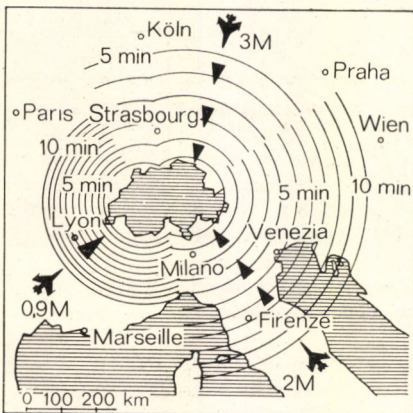 Köln
5 min
3M
Praha
Paris
Strasbourg
Wien
10 min
5 min
5 min
10 min
Lyon
Venezia
Milano
0,9M
Firenze
Marseille
2M
0 100 200 km